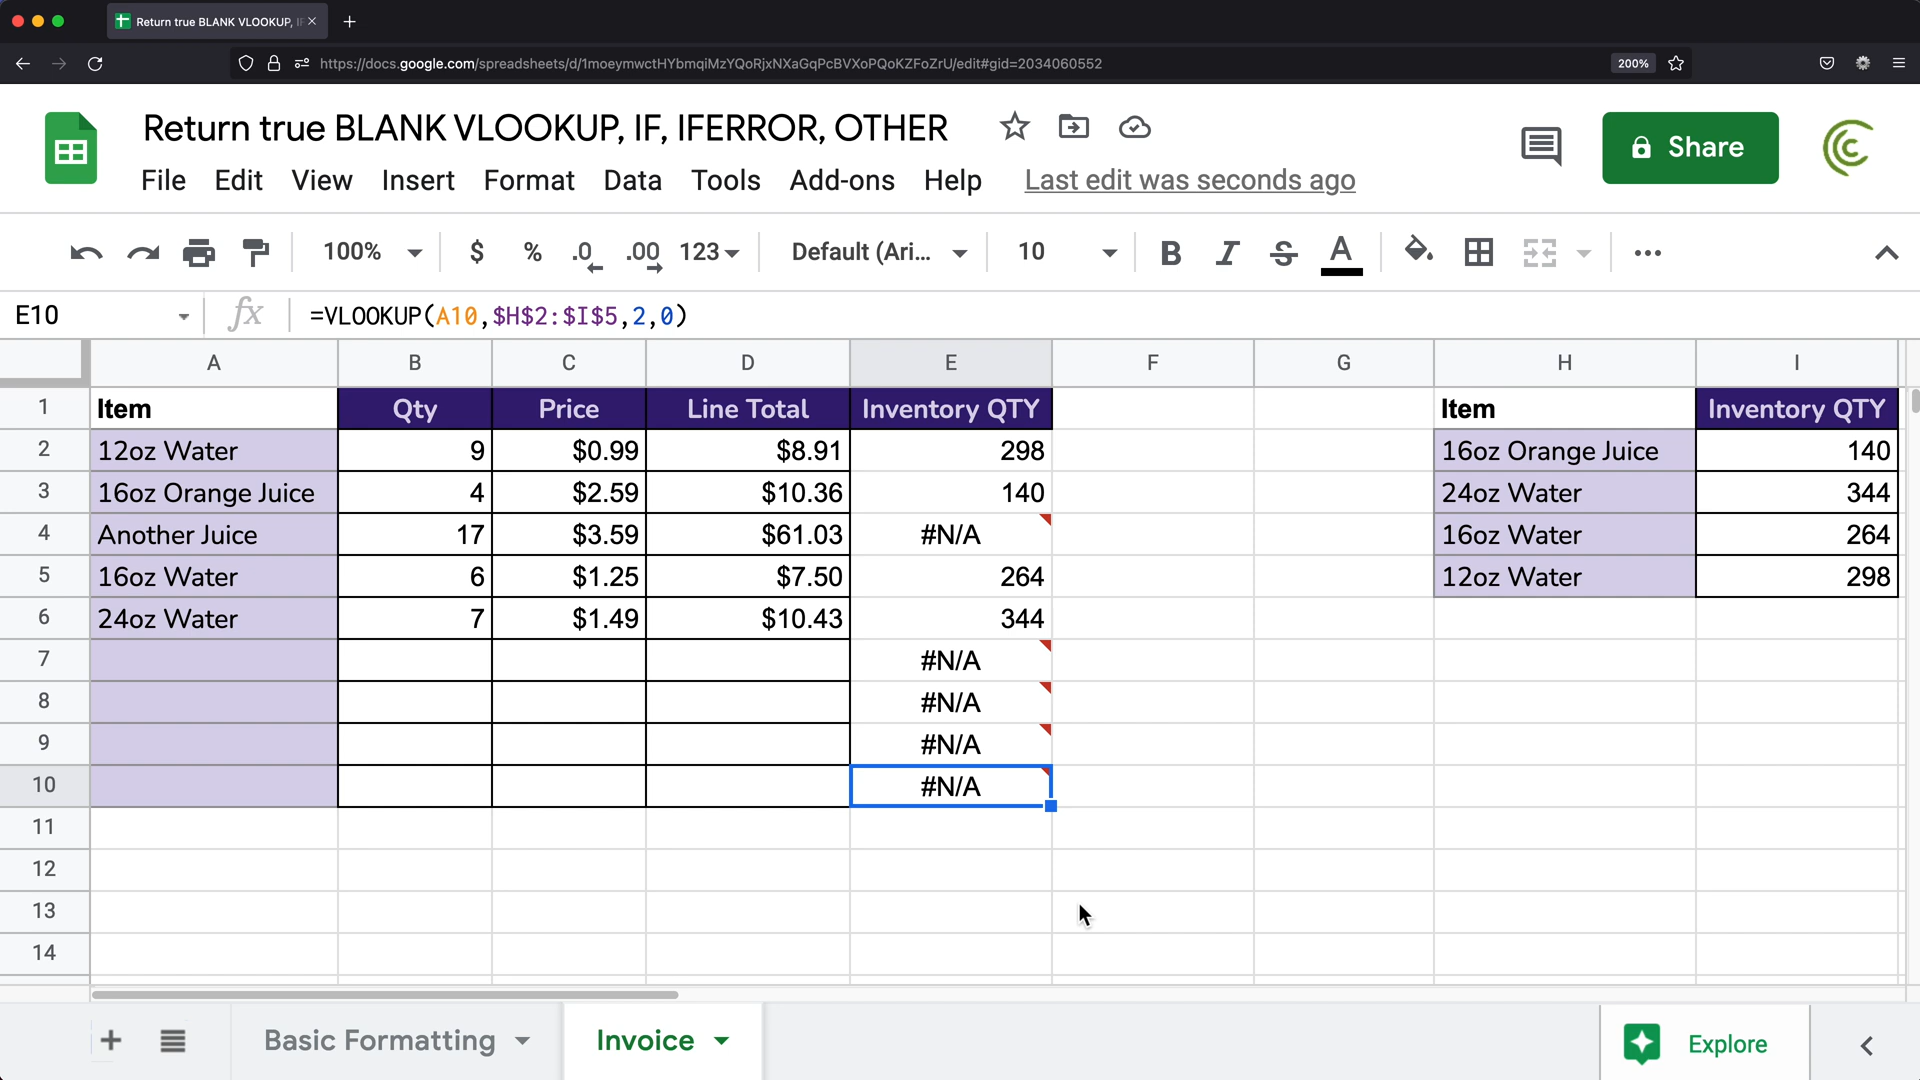 Return true BLANK VLOOKUP, IF
https://docs.google.com/spreadsheets/d/1moeymwctHYbmqiMzYQoRjxNXaGqPcBVXoPQoKZFoZrU/edit#gid=2034060552 200%
Return true BLANK VLOOKUP, IF, IFERROR, OTHER
Share
File Edit View Insert Format Data Tools Add-ons Help Last edit was seconds ago
100% $ % .0 .00 123 Default (Ari... 10 B I S A
E10 fx =VLOOKUP(A10,$H$2:$I$5,2,0)
A B C D E F G H I
1 Item Qty Price Line Total Inventory QTY Item Inventory QTY
2 12oz Water 9 $0.99 $8.91 298 16oz Orange Juice 140
3 16oz Orange Juice 4 $2.59 $10.36 140 24oz Water 344
4 Another Juice 17 $3.59 $61.03 #N/A 16oz Water 264
5 16oz Water 6 $1.25 $7.50 264 12oz Water 298
6 24oz Water 7 $1.49 $10.43 344
7 #N/A
8 #N/A
9 #N/A
10 #N/A
11
12
13
14
Basic Formatting Invoice Explore